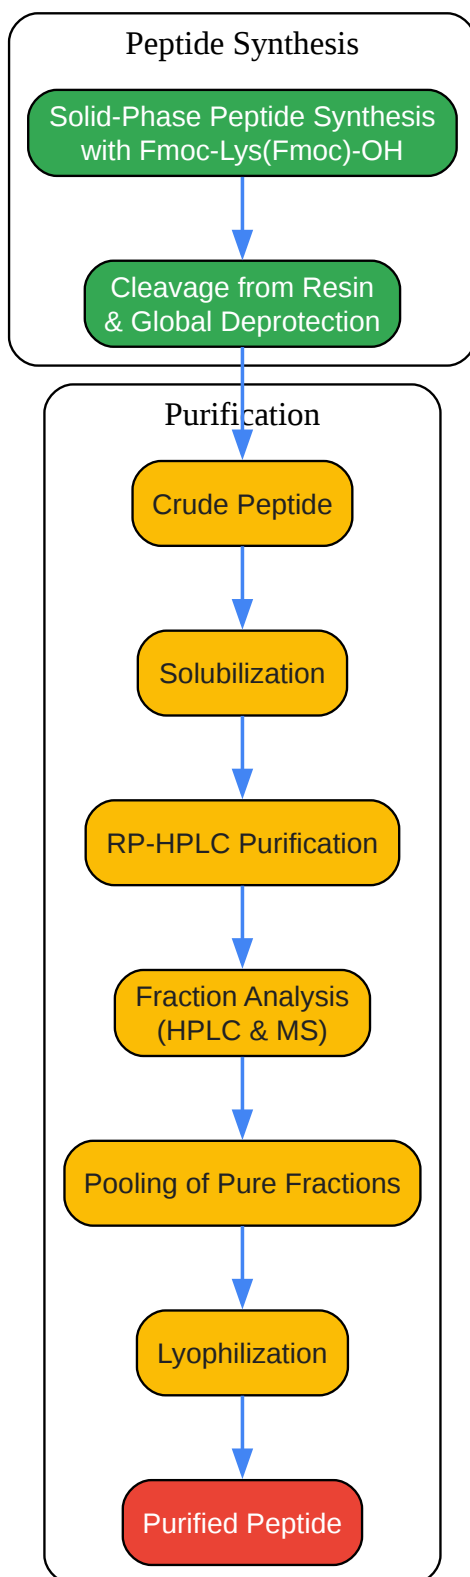 Peptide Synthesis
Solid-Phase Peptide Synthesis
with Fmoc-Lys(Fmoc)-OH
Cleavage from Resin
& Global Deprotection
Purification
Crude Peptide
Solubilization
RP-HPLC Purification
Fraction Analysis
(HPLC & MS)
Pooling of Pure Fractions
Lyophilization
Purified Peptide